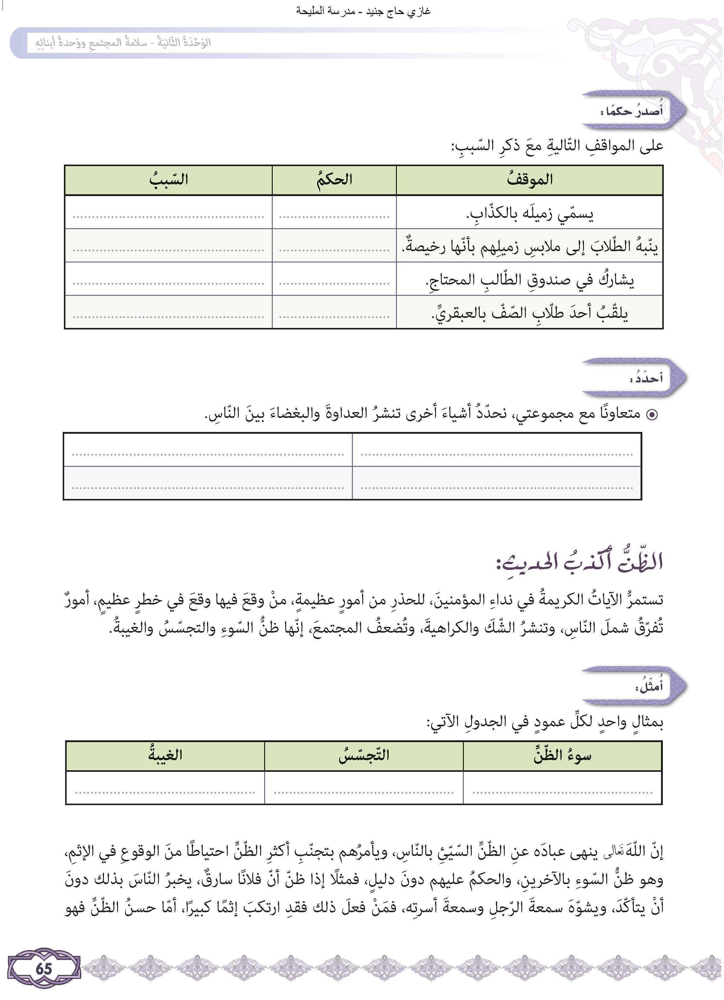 غازي حاج جنيد - مدرسة المليحة
الوَحْدَةُ الثّانيَةُ - سلامةُ المجتمعِ ووَحدةُ أبنائِهِ
أُصدرُ حكمًا:
على المواقفِ التّاليةِ معَ ذكرِ السّببِ:
الموقفُ الحكمُ السّببُ
يسمّي زميلَه بالكذّابِ.
ينّبهُ الطّلابَ إلى ملابسِ زميلِهم بأنّها رخيصةٌ.
يشاركُ في صندوقِ الطّالبِ المحتاجِ.
يلقّبُ أحدَ طلّابِ الصّفّ بالعبقريِّ.
أحدّدُ:
متعاونًا مع مجموعتي، نحدّدُ أشياءَ أخرى تنشرُ العداوةَ والبغضاءَ بينَ النّاسِ.
الظّنُّ أكذبُ الحديثِ:
تستمرُّ الآياتُ الكريمةُ في نداءِ المؤمنينَ، للحذرِ من أمورٍ عظيمةٍ، منْ وقعَ فيها وقعَ في خطرٍ عظيمٍ، أمورٌ
تُفرّقُ شملَ النّاسِ، وتنشرُ الشّكَ والكراهيةَ، وتُضعفُ المجتمعَ، إنّها ظنُّ السّوءِ والتجسّسُ والغيبةُ.
أُمثّلُ:
بمثالٍ واحدٍ لكلِّ عمودٍ في الجدولِ الآتي:
سوءُ الظّنِّ التّجسّسُ الغيبةُ
إنّ اللّهَ تَعَالَى ينهى عبادَه عنِ الظّنِّ السّيّئِ بالنّاسِ، ويأمرُهم بتجنّبِ أكثرِ الظّنِّ احتياطًا منَ الوقوعِ في الإثمِ،
وهو ظنُّ السّوءِ بالآخرينِ، والحكمُ عليهم دونَ دليلٍ، فمثلًا إذا ظنّ أنّ فلانًا سارقٌ، يخبرُ النّاسَ بذلك دونَ
أنْ يتأكّدَ، ويشوّهَ سمعةَ الرّجلِ وسمعةَ أسرتِه، فمَنْ فعلَ ذلك فقدِ ارتكبَ إثمًا كبيرًا، أمّا حسنُ الظّنِّ فهو
65